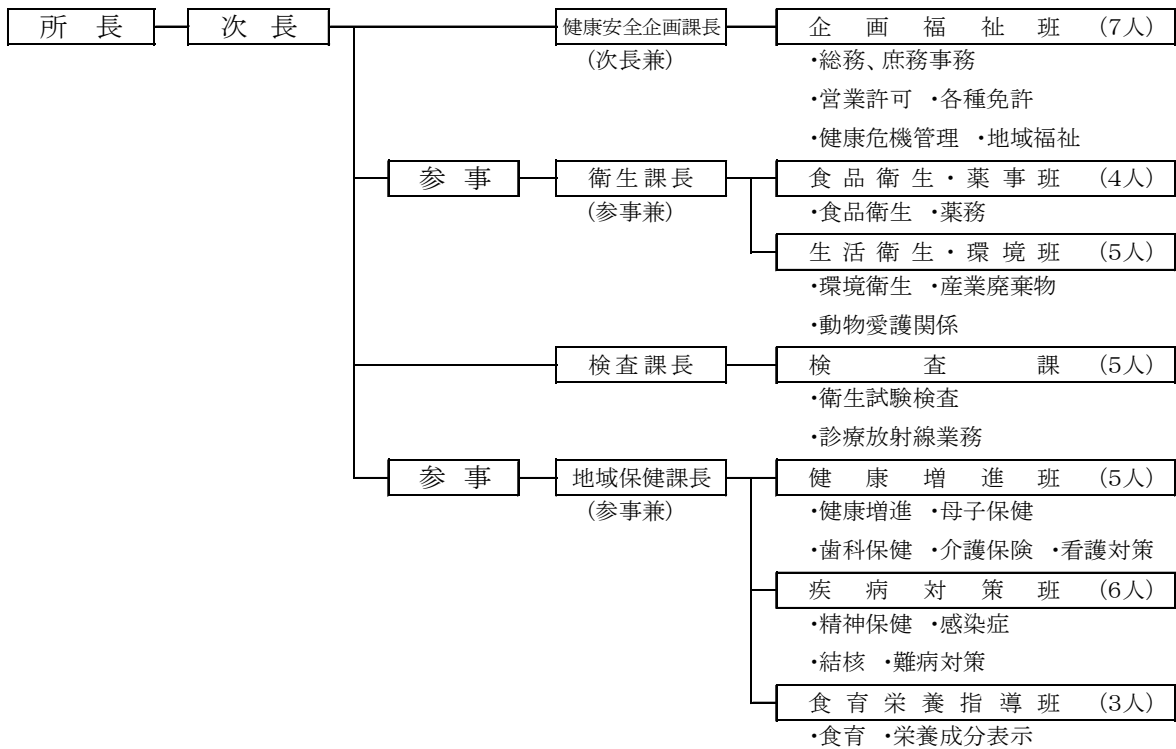 所長 次長 健康安全企画課長 企画福祉班 (7人)
(次長兼) ・総務、庶務事務
・営業許可 ・各種免許
・健康危機管理 ・地域福祉
参事 衛生課長 食品衛生・薬事班 (4人)
(参事兼) ・食品衛生 ・薬務
生活衛生・環境班 (5人)
・環境衛生 ・産業廃棄物
・動物愛護関係
検査課長 検査課 (5人)
・衛生試験検査
・診療放射線業務
参事 地域保健課長 健康増進班 (5人)
(参事兼) ・健康増進 ・母子保健
・歯科保健 ・介護保険 ・看護対策
疾病対策班 (6人)
・精神保健 ・感染症
・結核 ・難病対策
食育栄養指導班 (3人)
・食育 ・栄養成分表示